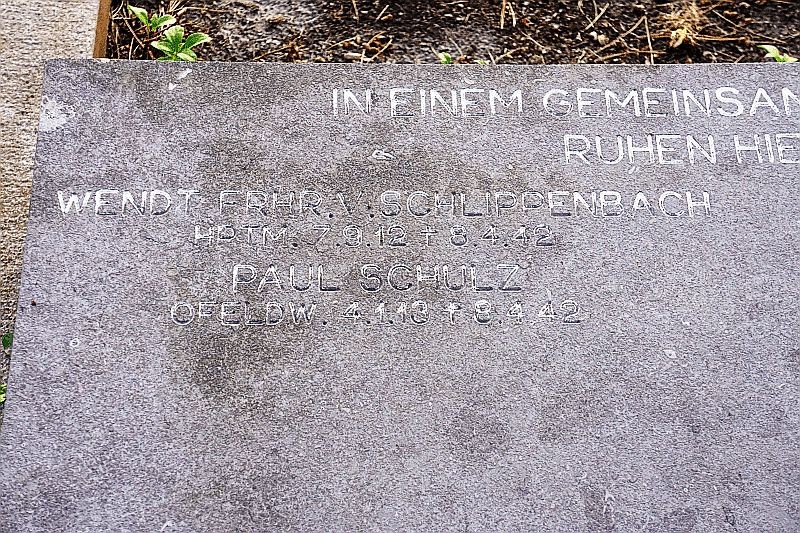 IN EINEM GEMEINSAM
RUHEN HIE
WENDT FRHR. V. SCHLIPPENBACH
HPTM. 7.9.12 † 8.4.42
PAUL SCHULZ
OFELDW. 4.1.13 † 8.4.42